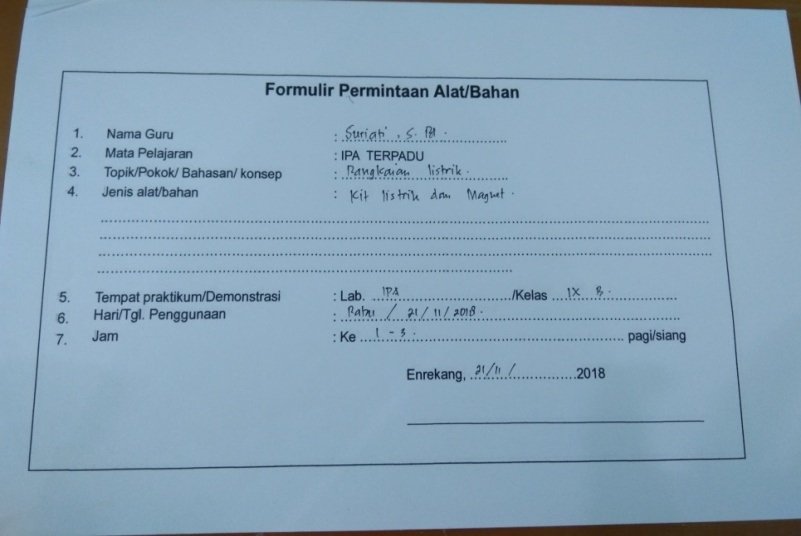 Formulir Permintaan Alat/Bahan
1. Nama Guru : Suriati, S. Pd.
2. Mata Pelajaran : IPA TERPADU
3. Topik/Pokok/ Bahasan/ konsep : Rangkaian listrik.
4. Jenis alat/bahan : Kit listrik dan Magnet.
5. Tempat praktikum/Demonstrasi : Lab. IPA /Kelas IX B.
6. Hari/Tgl. Penggunaan : Rabu / 21/11/2018.
7. Jam : Ke 1 - 3. pagi/siang
Enrekang, 21/11/ 2018